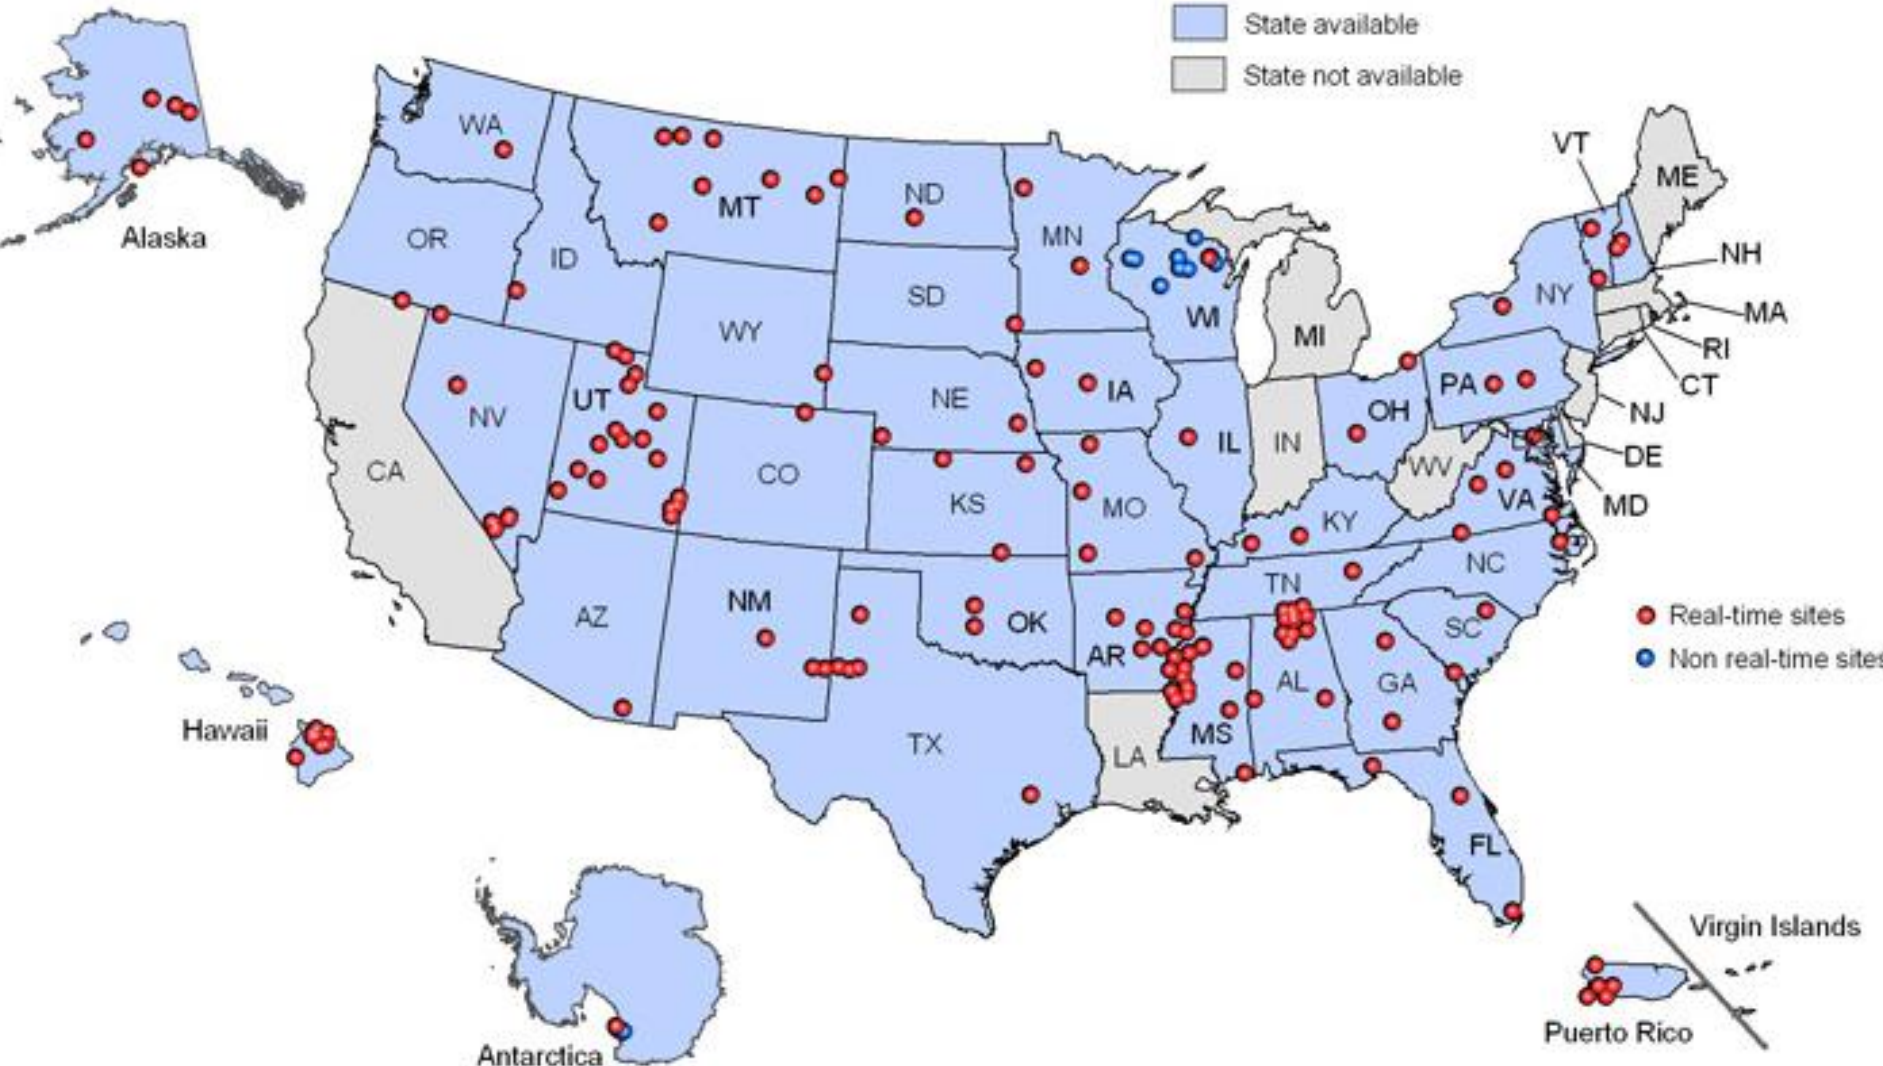 State available
State not available
VT
ME
WA
MT
ND
MN
Alaska
OR
ID
NH
SD
NY
WI
MA
WY
MI
RI
PA
CT
UT
NE
IA
OH
NJ
NV
IL
IN
DE
CA
CO
WV
KS
MO
VA
MD
KY
NC
TN
NM
AZ
OK
Real-time sites
SC
AR
Non real-time sites
AL
GA
Hawaii
MS
TX
LA
FL
Virgin Islands
Puerto Rico
Antarctica